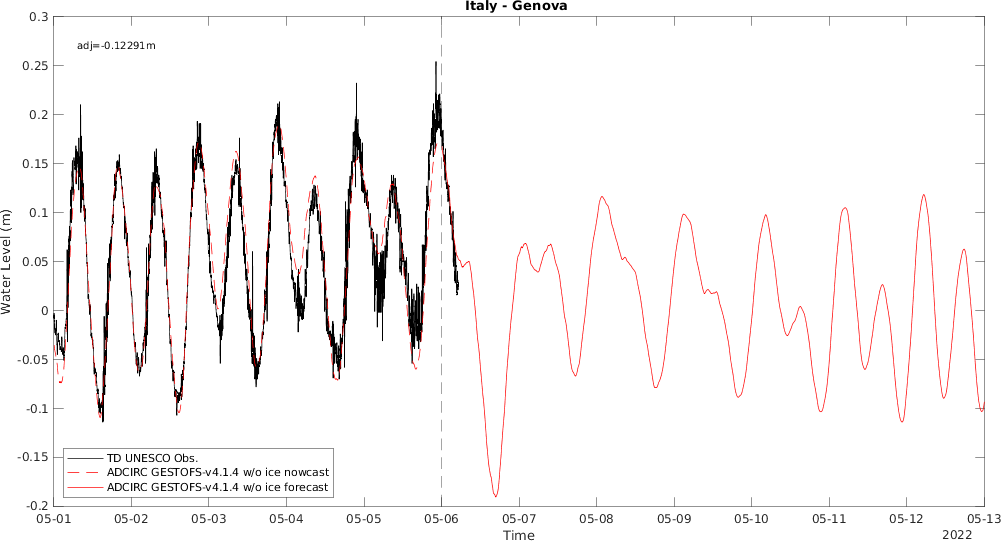 Italy - Genova
adj=-0.12291m
Water Level (m)
0.3
0.25
0.2
0.15
0.1
0.05
0
-0.05
-0.1
-0.15
-0.2
TD UNESCO Obs.
ADCIRC GESTOFS-v4.1.4 w/o ice nowcast
ADCIRC GESTOFS-v4.1.4 w/o ice forecast
05-01 05-02 05-03 05-04 05-05 05-06 05-07 05-08 05-09 05-10 05-11 05-12 05-13
Time
2022